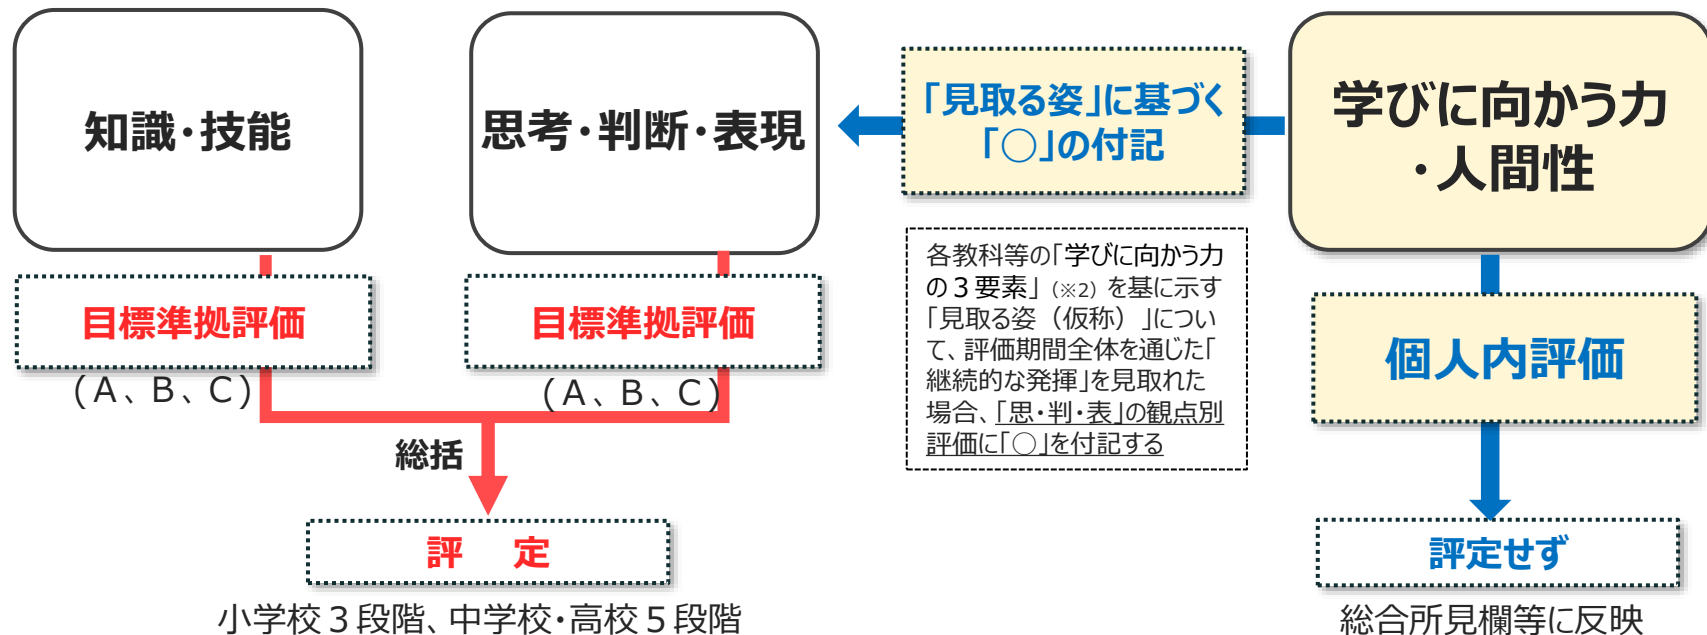 知識・技能
思考・判断・表現
「見取る姿」に基づく
「○」の付記
学びに向かう力
・人間性
各教科等の「学びに向かう力
の３要素」（※2）を基に示す
「見取る姿（仮称）」につい
て、評価期間全体を通じた「
継続的な発揮」を見取れた
場合、「思・判・表」の観点別
評価に「○」を付記する
目標準拠評価
（A、B、C）
目標準拠評価
（A、B、C）
個人内評価
総括
評　定
小学校３段階、中学校・高校５段階
評定せず
総合所見欄等に反映